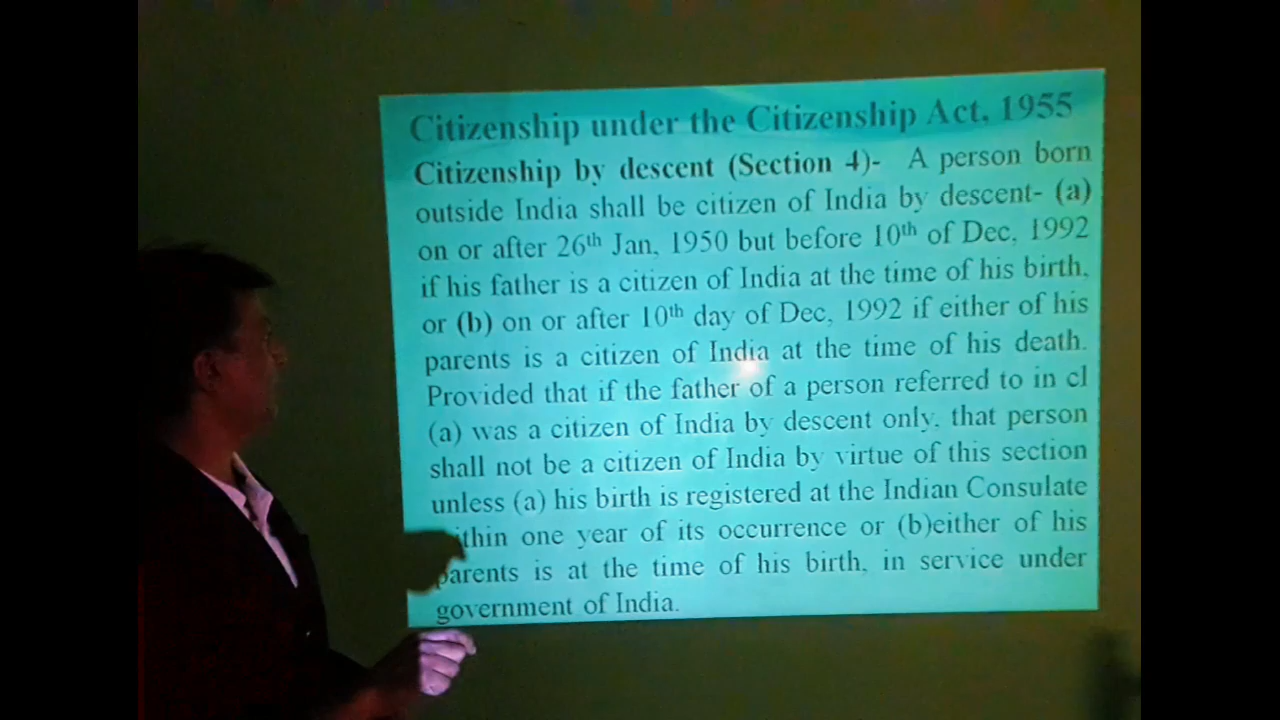 Citizenship under the Citizenship Act, 1955
Citizenship by descent (Section 4)- A person born
outside India shall be citizen of India by descent- (a)
on or after 26th Jan, 1950 but before 10th of Dec, 1992
if his father is a citizen of India at the time of his birth,
or (b) on or after 10th day of Dec, 1992 if either of his
parents is a citizen of India at the time of his death.
Provided that if the father of a person referred to in cl
(a) was a citizen of India by descent only, that person
shall not be a citizen of India by virtue of this section
unless (a) his birth is registered at the Indian Consulate
within one year of its occurrence or (b)either of his
parents is at the time of his birth, in service under
government of India.